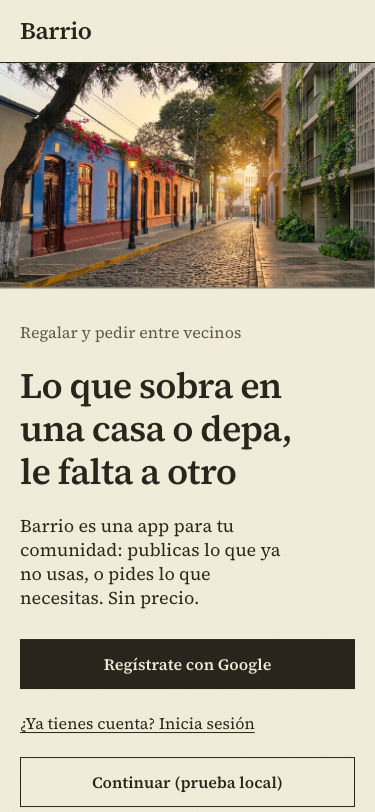 Barrio
Regalar y pedir entre vecinos
Lo que sobra en
una casa o depa,
le falta a otro
Barrio es una app para tu
comunidad: publicas lo que ya
no usas, o pides lo que
necesitas. Sin precio.
Regístrate con Google
¿Ya tienes cuenta? Inicia sesión
Continuar (prueba local)